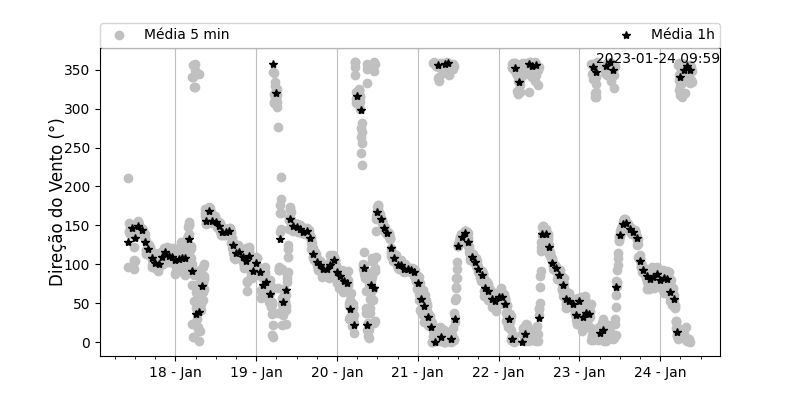 Média 5 min
Média 1h
2023-01-24 09:59
Direção do Vento (°)
350
300
250
200
150
100
50
0
18 - Jan
19 - Jan
20 - Jan
21 - Jan
22 - Jan
23 - Jan
24 - Jan